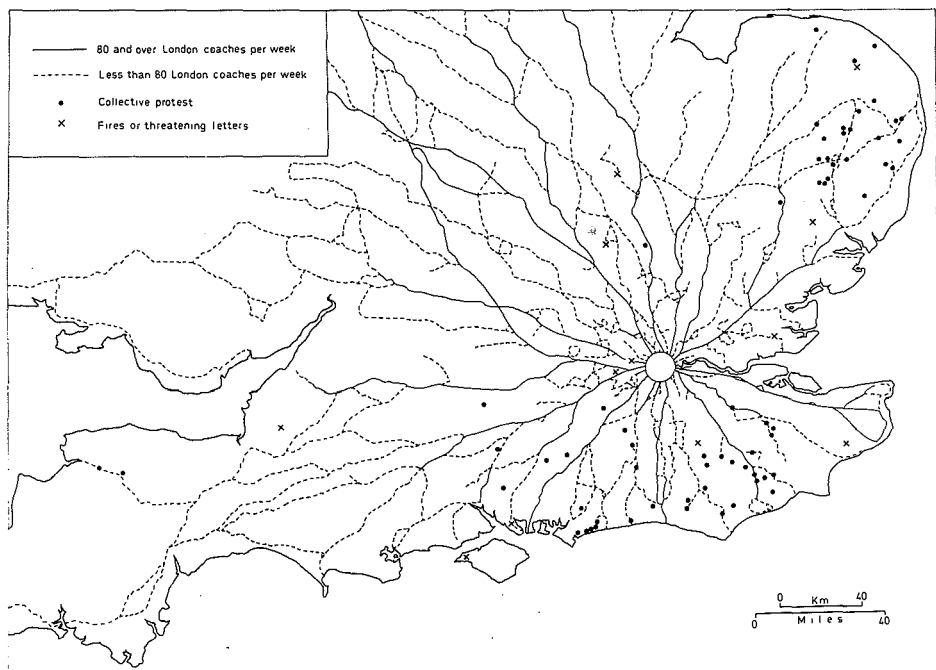 80 and over London coaches per week
Less than 80 London coaches per week
Collective protest
Fires or threatening letters
0 Km 40
0 Miles 40